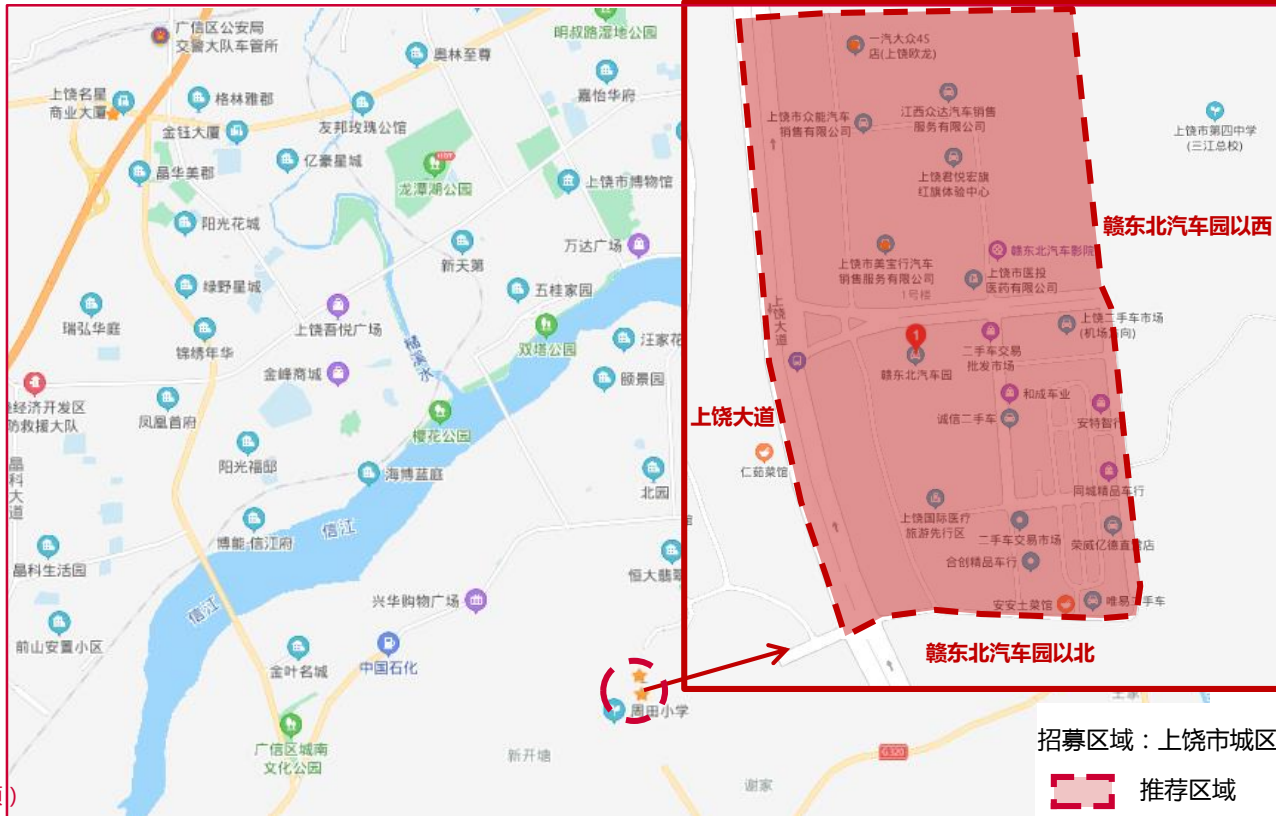 广信区公安局
交警大队车管所
明叔路湿地公园
奥林至尊
上饶名星
商业大厦
格林雅郡
嘉怡华府
金钰大厦
友邦玫瑰公馆
亿豪星城
晶华美郡
龙潭湖公园
上饶市博物馆
阳光花城
新天第
万达广场
绿野星城
五桂家园
瑞弘华庭
上饶吾悦广场
锦绣年华
槠溪水
双塔公园
汪家花
金峰商城
颐景园
经济开发区
防救援大队
凤凰首府
樱花公园
晶科大道
阳光福邸
海博蓝庭
北园
信江
博能·信江府
晶科生活园
恒大翡翠
兴华购物广场
信江
前山安置小区
金叶名城
中国石化
周田小学
广信区城南
文化公园
新开塘
G320
谢家
一汽大众4S
店(上饶欧龙)
上饶市众能汽车
销售有限公司
江西众达汽车销售
服务有限公司
上饶市第四中学
(三江总校)
上饶君悦宏旗
红旗体验中心
赣东北汽车园以西
赣东北汽车影院
上饶市美宝行汽车
销售服务有限公司
1号楼
上饶市医投
医药有限公司
上饶大道
上饶二手车市场
(机场方向)
1
赣东北汽车园
二手车交易
批发市场
和成车业
上饶大道
诚信二手车
安特智行
仁茹菜馆
同城精品车行
上饶国际医疗
旅游先行区
二手车交易市场
荣威亿德直营店
合创精品车行
安安土菜馆
唯易二手车
赣东北汽车园以北
招募区域：上饶市城区
推荐区域